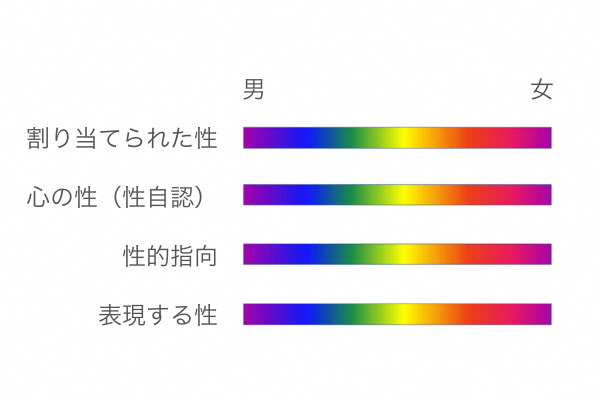 男 女
割り当てられた性
心の性（性自認）
性的指向
表現する性